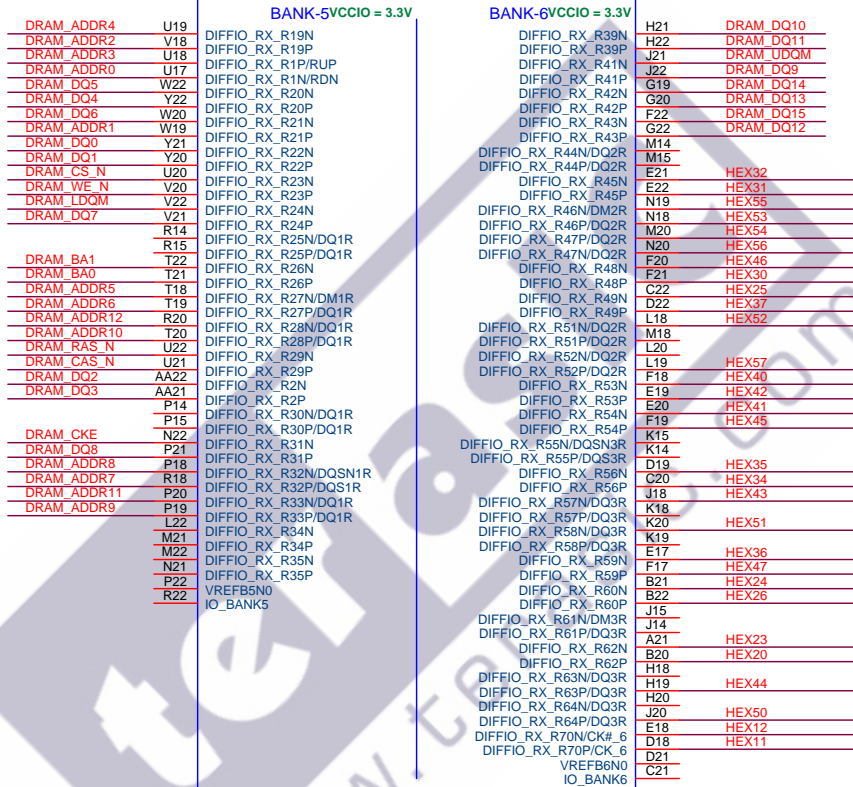 BANK-5 VCCIO = 3.3V
DRAM_ADDR4 U19 DIFFIO_RX_R19N
DRAM_ADDR2 V18 DIFFIO_RX_R19P
DRAM_ADDR3 U18 DIFFIO_RX_R1P/RUP
DRAM_ADDR0 U17 DIFFIO_RX_R1N/RDN
DRAM_DQ5 W22 DIFFIO_RX_R20N
DRAM_DQ4 Y22 DIFFIO_RX_R20P
DRAM_DQ6 W20 DIFFIO_RX_R21N
DRAM_ADDR1 W19 DIFFIO_RX_R21P
DRAM_DQ0 Y21 DIFFIO_RX_R22N
DRAM_DQ1 Y20 DIFFIO_RX_R22P
DRAM_CS_N U20 DIFFIO_RX_R23N
DRAM_WE_N V20 DIFFIO_RX_R23P
DRAM_LDQM V22 DIFFIO_RX_R24N
DRAM_DQ7 V21 DIFFIO_RX_R24P
R14 DIFFIO_RX_R25N/DQ1R
R15 DIFFIO_RX_R25P/DQ1R
DRAM_BA1 T22 DIFFIO_RX_R26N
DRAM_BA0 T21 DIFFIO_RX_R26P
DRAM_ADDR5 T18 DIFFIO_RX_R27N/DM1R
DRAM_ADDR6 T19 DIFFIO_RX_R27P/DQ1R
DRAM_ADDR12 R20 DIFFIO_RX_R28N/DQ1R
DRAM_ADDR10 T20 DIFFIO_RX_R28P/DQ1R
DRAM_RAS_N U22 DIFFIO_RX_R29N
DRAM_CAS_N U21 DIFFIO_RX_R29P
DRAM_DQ2 AA22 DIFFIO_RX_R2N
DRAM_DQ3 AA21 DIFFIO_RX_R2P
P14 DIFFIO_RX_R30N/DQ1R
P15 DIFFIO_RX_R30P/DQ1R
DRAM_CKE N22 DIFFIO_RX_R31N
DRAM_DQ8 P21 DIFFIO_RX_R31P
DRAM_ADDR8 P18 DIFFIO_RX_R32N/DQSN1R
DRAM_ADDR7 R18 DIFFIO_RX_R32P/DQS1R
DRAM_ADDR11 P20 DIFFIO_RX_R33N/DQ1R
DRAM_ADDR9 P19 DIFFIO_RX_R33P/DQ1R
L22 DIFFIO_RX_R34N
M21 DIFFIO_RX_R34P
M22 DIFFIO_RX_R35N
N21 DIFFIO_RX_R35P
P22 VREFB5N0
R22 IO_BANK5
BANK-6 VCCIO = 3.3V
DIFFIO_RX_R39N H21 DRAM_DQ10
DIFFIO_RX_R39P H22 DRAM_DQ11
DIFFIO_RX_R41N J21 DRAM_UDQM
DIFFIO_RX_R41P J22 DRAM_DQ9
DIFFIO_RX_R42N G19 DRAM_DQ14
DIFFIO_RX_R42P G20 DRAM_DQ13
DIFFIO_RX_R43N F22 DRAM_DQ15
DIFFIO_RX_R43P G22 DRAM_DQ12
DIFFIO_RX_R44N/DQ2R M14
DIFFIO_RX_R44P/DQ2R M15
DIFFIO_RX_R45N E21 HEX32
DIFFIO_RX_R45P E22 HEX31
DIFFIO_RX_R46N/DM2R N19 HEX55
DIFFIO_RX_R46P/DQ2R N18 HEX53
DIFFIO_RX_R47P/DQ2R M20 HEX54
DIFFIO_RX_R47N/DQ2R N20 HEX56
DIFFIO_RX_R48N F20 HEX46
DIFFIO_RX_R48P F21 HEX30
DIFFIO_RX_R49N C22 HEX25
DIFFIO_RX_R49P D22 HEX37
DIFFIO_RX_R51N/DQ2R L18 HEX52
DIFFIO_RX_R51P/DQ2R M18
DIFFIO_RX_R52N/DQ2R L20
DIFFIO_RX_R52P/DQ2R L19 HEX57
DIFFIO_RX_R53N F18 HEX40
DIFFIO_RX_R53P E19 HEX42
DIFFIO_RX_R54N E20 HEX41
DIFFIO_RX_R54P F19 HEX45
DIFFIO_RX_R55N/DQSN3R K15
DIFFIO_RX_R55P/DQS3R K14
DIFFIO_RX_R56N D19 HEX35
DIFFIO_RX_R56P C20 HEX34
DIFFIO_RX_R57N/DQ3R J18 HEX43
DIFFIO_RX_R57P/DQ3R K18
DIFFIO_RX_R58N/DQ3R K20 HEX51
DIFFIO_RX_R58P/DQ3R K19
DIFFIO_RX_R59N E17 HEX36
DIFFIO_RX_R59P F17 HEX47
DIFFIO_RX_R60N B21 HEX24
DIFFIO_RX_R60P B22 HEX26
DIFFIO_RX_R61N/DM3R J15
DIFFIO_RX_R61P/DQ3R J14
DIFFIO_RX_R62N A21 HEX23
DIFFIO_RX_R62P B20 HEX20
DIFFIO_RX_R63N/DQ3R H18
DIFFIO_RX_R63P/DQ3R H19 HEX44
DIFFIO_RX_R64N/DQ3R H20
DIFFIO_RX_R64P/DQ3R J20 HEX50
DIFFIO_RX_R70N/CK#_6 E18 HEX12
DIFFIO_RX_R70P/CK_6 D18 HEX11
VREFB6N0 D21
IO_BANK6 C21
terasic
w.terasic.com